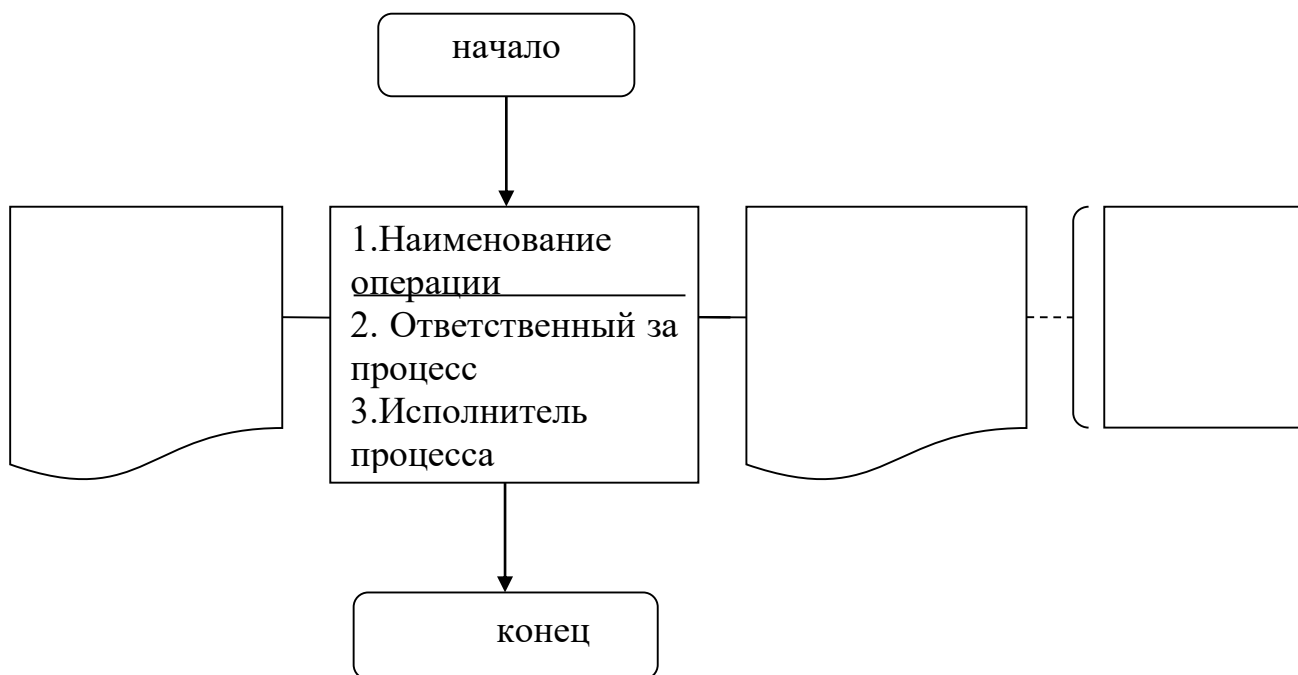 начало
1.Наименование
операции
2. Ответственный за
процесс
3.Исполнитель
процесса
конец